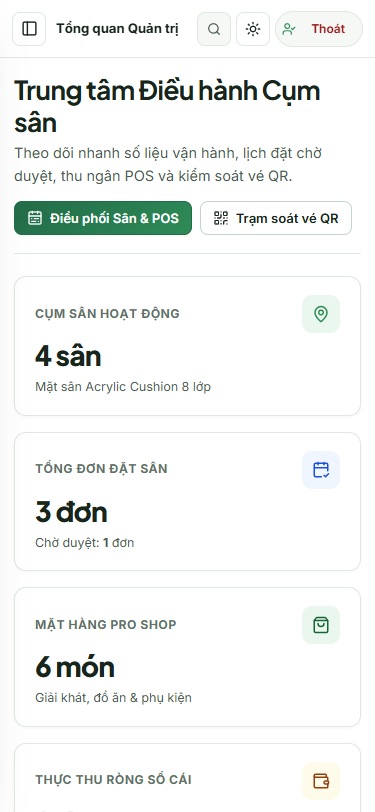 Tổng quan Quản trị
Thoát
Trung tâm Điều hành Cụm
sân
Theo dõi nhanh số liệu vận hành, lịch đặt chờ
duyệt, thu ngân POS và kiểm soát vé QR.
Điều phối Sân & POS
Trạm soát vé QR
CỤM SÂN HOẠT ĐỘNG
4 sân
Mặt sân Acrylic Cushion 8 lớp
TỔNG ĐƠN ĐẶT SÂN
3 đơn
Chờ duyệt: 1 đơn
MẶT HÀNG PRO SHOP
6 món
Giải khát, đồ ăn & phụ kiện
THỰC THU RÒNG SỔ CÁI